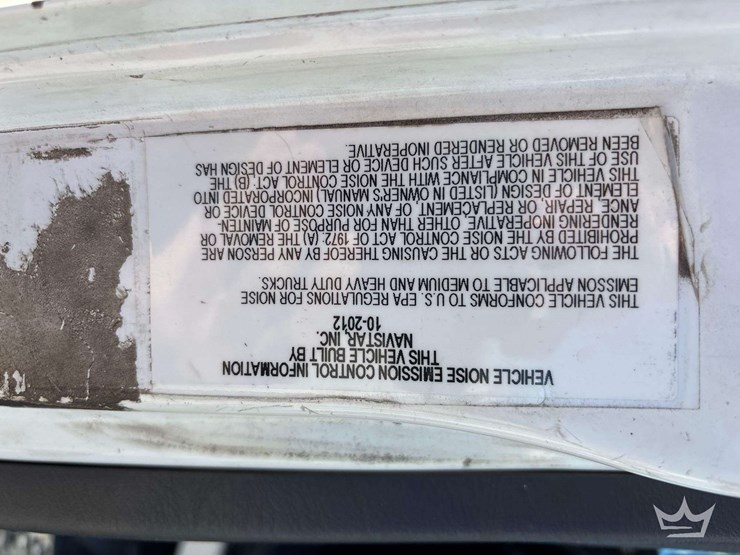 VEHICLE NOISE EMISSION CONTROL INFORMATION
THIS VEHICLE BUILT BY
NAVISTAR, INC.
10-2012
THIS VEHICLE CONFORMS TO U.S. EPA REGULATIONS FOR NOISE
EMISSON APPLICABLE TO MEDIUM AND HEAVY DUTY TRUCKS.
THE FOLLOWING ACTS OR THE CAUSING THEREOF BY ANY PERSON ARE
PROHIBITED BY THE NOISE CONTROL ACT OF 1972: (A) THE REMOVAL OR
RENDERING INOPERATIVE, OTHER THAN FOR PURPOSE OF MAINTEN-
ANCE, REPAIR, OR REPLACEMENT, OF ANY NOISE CONTROL DEVICE OR
ELEMENT OF DESIGN (LISTED IN OWNER'S MANUAL) INCORPORATED INTO
THIS VEHICLE IN COMPLIANCE WITH THE NOISE CONTROL ACT: (B) THE
USE OF THIS VEHICLE AFTER SUCH DEVICE OR ELEMENT OF DESIGN HAS
BEEN REMOVED OR RENDERED INOPERATIVE.